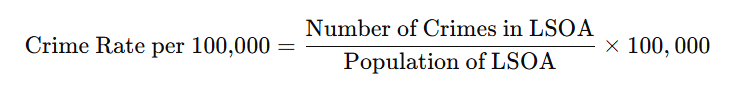 Crime Rate per 100,000 = Number of Crimes in LSOA / Population of LSOA × 100,000